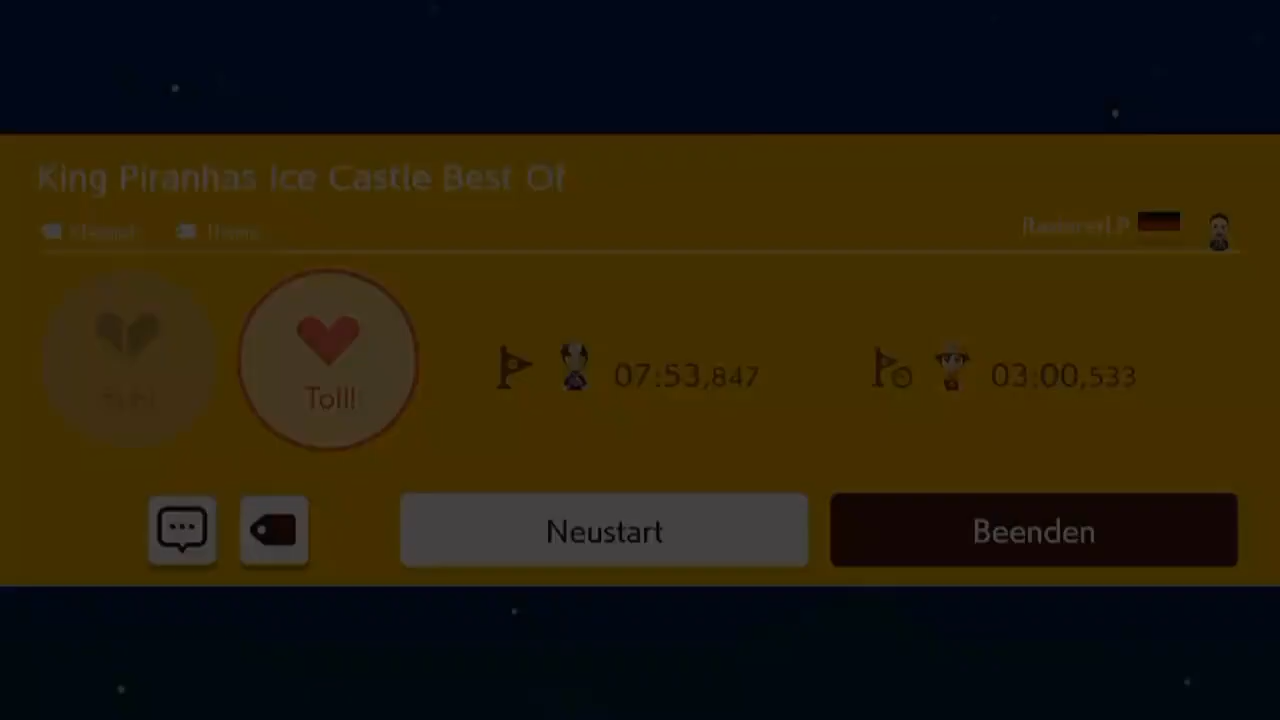 King Piranhas Ice Castle Best Of
Toll!
07:53,847
03:00,533
Neustart
Beenden